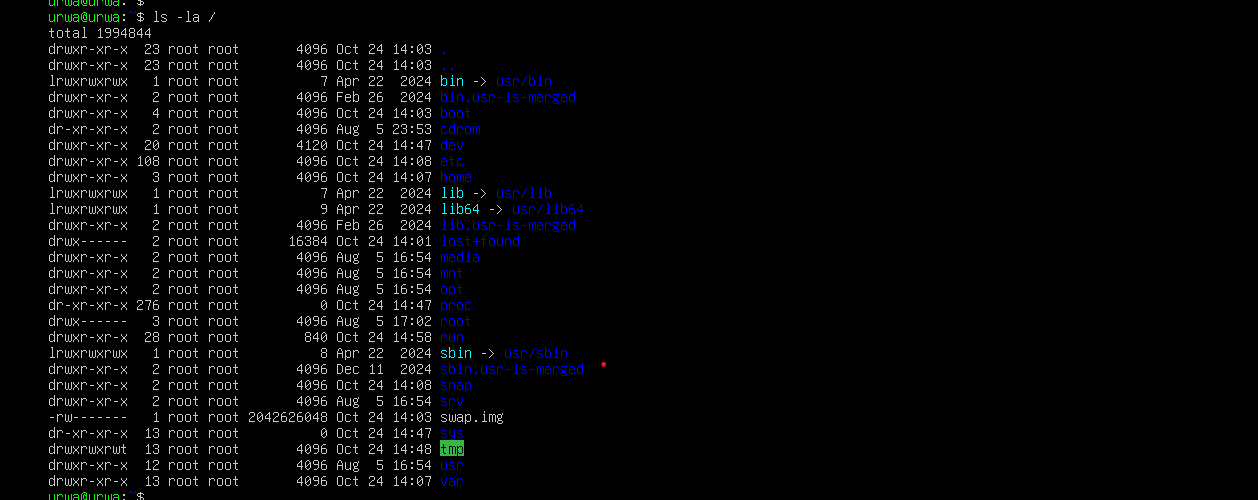 urwa@urwa:~$
urwa@urwa:~$ ls -la /
total 1994844
drwxr-xr-x  23 root root       4096 Oct 24 14:03 .
drwxr-xr-x  23 root root       4096 Oct 24 14:03 ..
lrwxrwxrwx   1 root root          7 Apr 22  2024 bin -> usr/bin
drwxr-xr-x   2 root root       4096 Feb 26  2024 bin.usr-is-merged
drwxr-xr-x   4 root root       4096 Oct 24 14:03 boot
dr-xr-xr-x   2 root root       4096 Aug  5 23:53 cdrom
drwxr-xr-x  20 root root       4120 Oct 24 14:47 dev
drwxr-xr-x 108 root root       4096 Oct 24 14:08 etc
drwxr-xr-x   3 root root       4096 Oct 24 14:07 home
lrwxrwxrwx   1 root root          7 Apr 22  2024 lib -> usr/lib
lrwxrwxrwx   1 root root          9 Apr 22  2024 lib64 -> usr/lib64
drwxr-xr-x   2 root root       4096 Feb 26  2024 lib.usr-is-merged
drwx------   2 root root      16384 Oct 24 14:01 lost+found
drwxr-xr-x   2 root root       4096 Aug  5 16:54 media
drwxr-xr-x   2 root root       4096 Aug  5 16:54 mnt
drwxr-xr-x   2 root root       4096 Aug  5 16:54 opt
dr-xr-xr-x 276 root root          0 Oct 24 14:47 proc
drwx------   3 root root       4096 Aug  5 17:02 root
drwxr-xr-x  28 root root        840 Oct 24 14:58 run
lrwxrwxrwx   1 root root          8 Apr 22  2024 sbin -> usr/sbin
drwxr-xr-x   2 root root       4096 Dec 11  2024 sbin.usr-is-merged
drwxr-xr-x   2 root root       4096 Oct 24 14:08 snap
drwxr-xr-x   2 root root       4096 Aug  5 16:54 srv
-rw-------   1 root root 2042626048 Oct 24 14:03 swap.img
dr-xr-xr-x  13 root root          0 Oct 24 14:47 sys
drwxrwxrwt  13 root root       4096 Oct 24 14:48 tmp
drwxr-xr-x  12 root root       4096 Aug  5 16:54 usr
drwxr-xr-x  13 root root       4096 Oct 24 14:07 var
urwa@urwa:~$